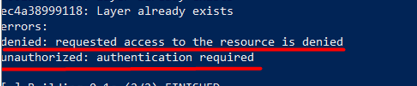 ec4a38999118: Layer already exists
errors:
denied: requested access to the resource is denied
unauthorized: authentication required